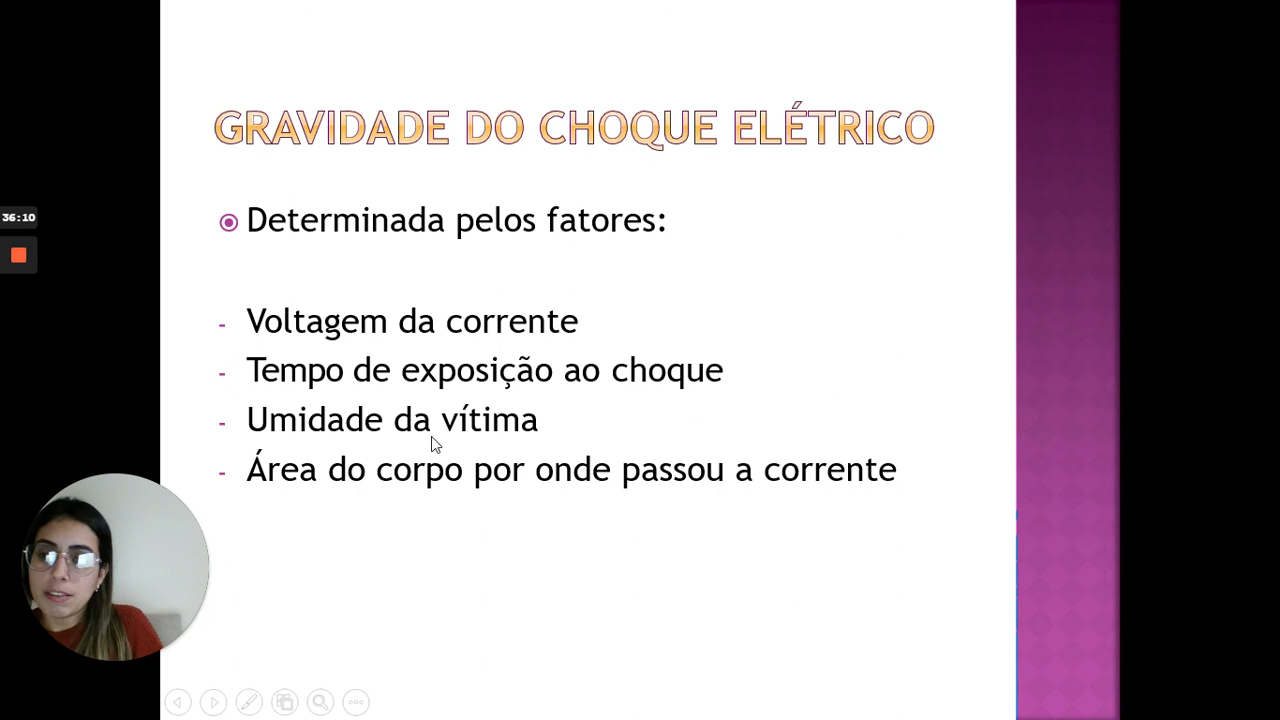 GRAVIDADE DO CHOQUE ELÉTRICO
Determinada pelos fatores:
- Voltagem da corrente
- Tempo de exposição ao choque
- Umidade da vítima
- Área do corpo por onde passou a corrente
36:10